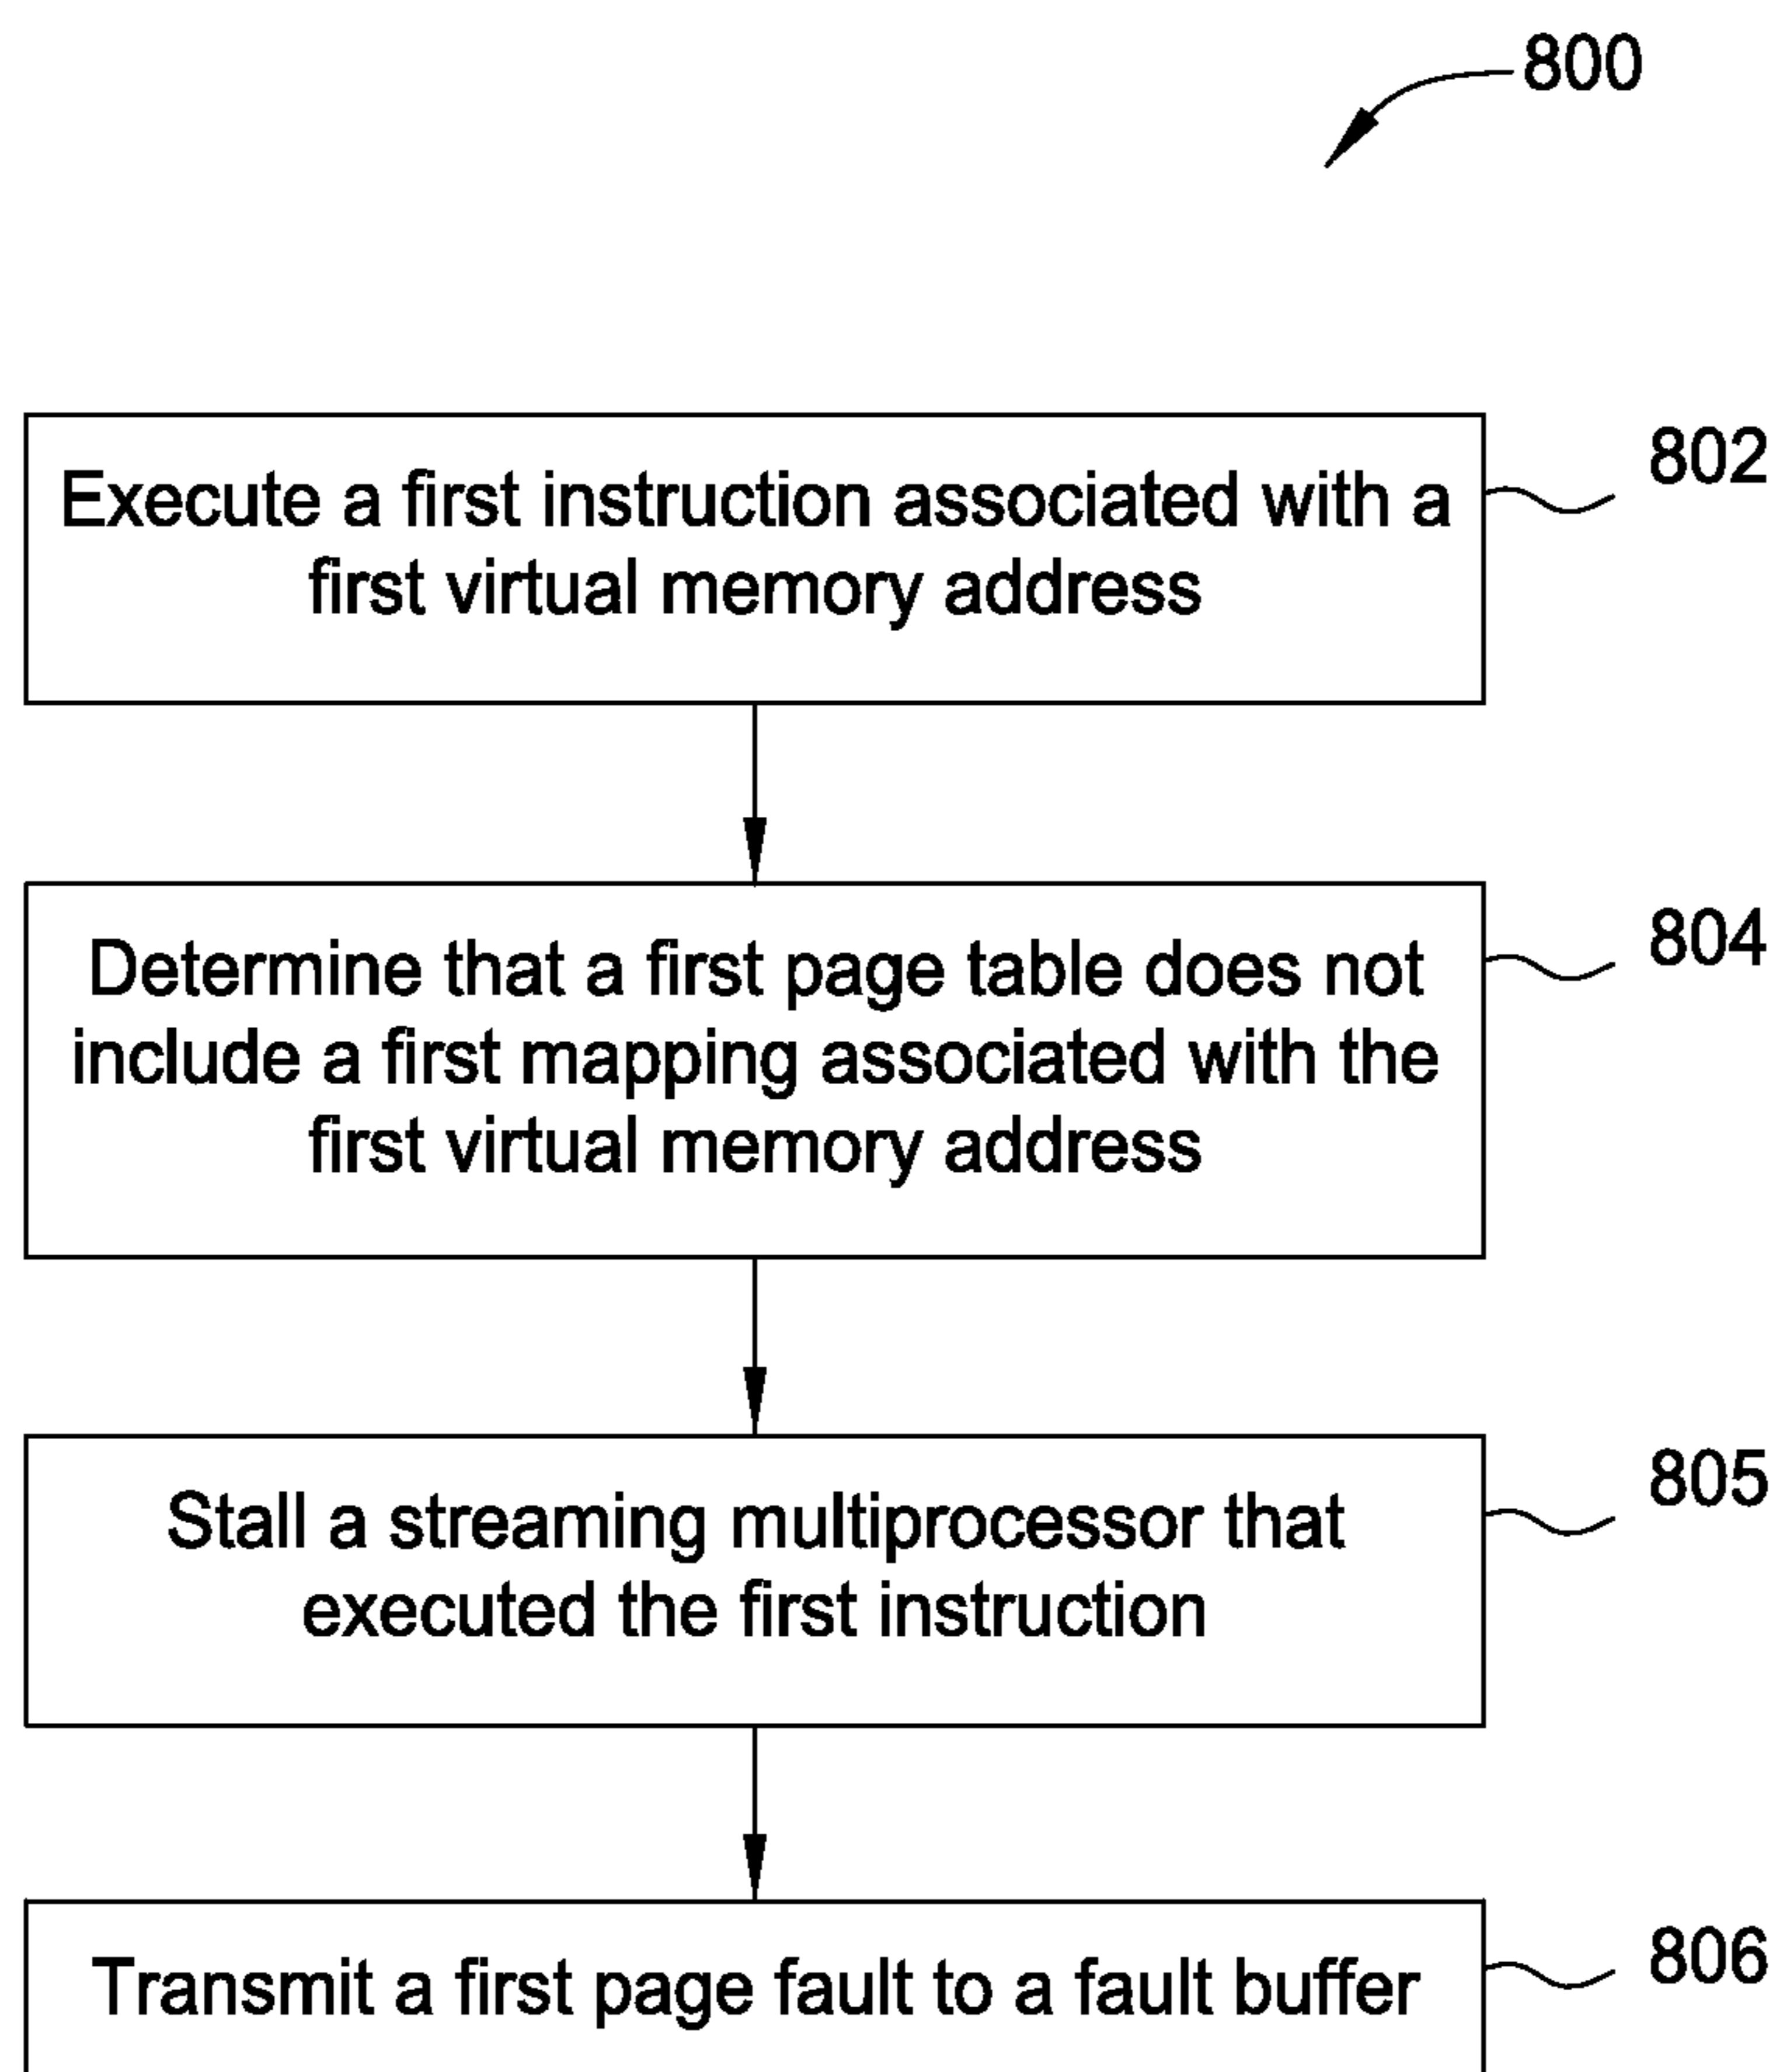 800
802
Execute a first instruction associated with a
first virtual memory address
804
Determine that a first page table does not
include a first mapping associated with the
first virtual memory address
805
Stall a streaming multiprocessor that
executed the first instruction
806
Transmit a first page fault to a fault buffer